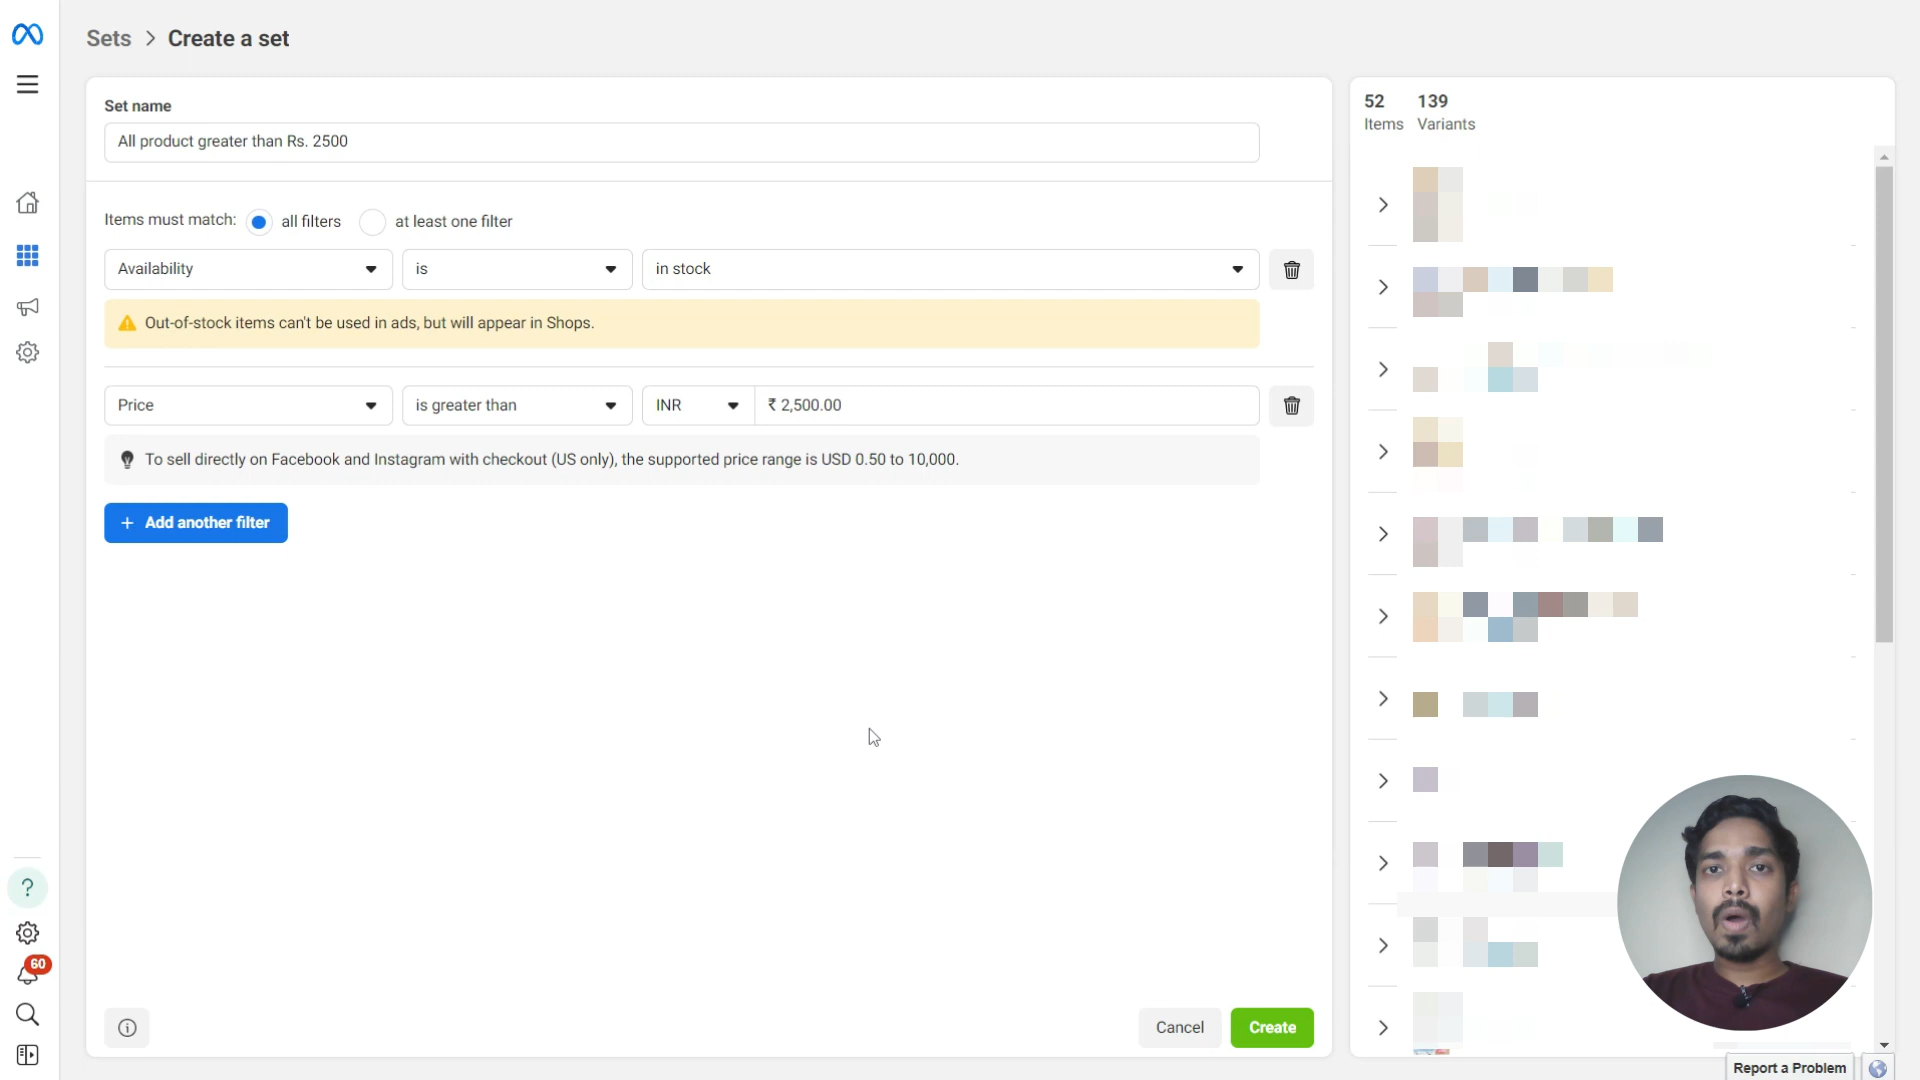 Sets > Create a set
Set name
All product greater than Rs. 2500
Items must match: all filters at least one filter
Availability is in stock
Out-of-stock items can't be used in ads, but will appear in Shops.
Price is greater than INR ₹ 2,500.00
To sell directly on Facebook and Instagram with checkout (US only), the supported price range is USD 0.50 to 10,000.
+ Add another filter
Cancel Create
52 139
Items Variants
?
60
Report a Problem